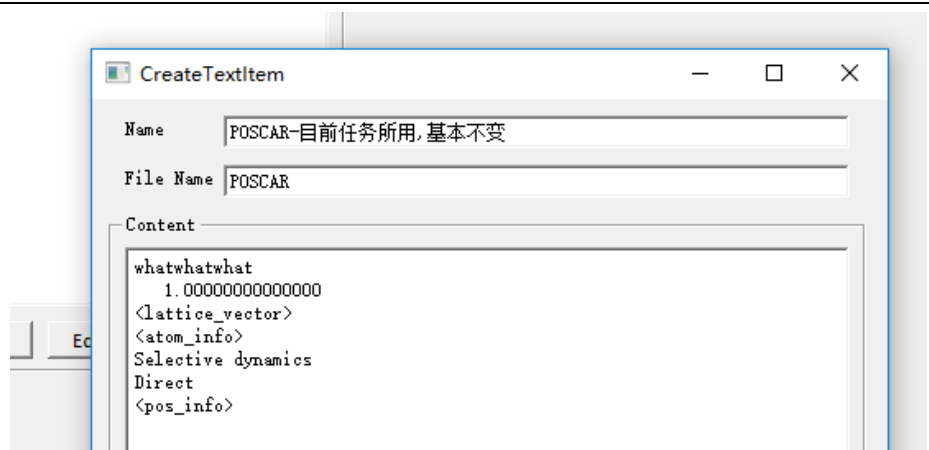 CreateTextItem
Name POSCAR-目前任务所用,基本不变
File Name POSCAR
Content
whatwhatwhat
1.00000000000000
<lattice_vector>
<atom_info>
Ec
Selective dynamics
Direct
<pos_info>